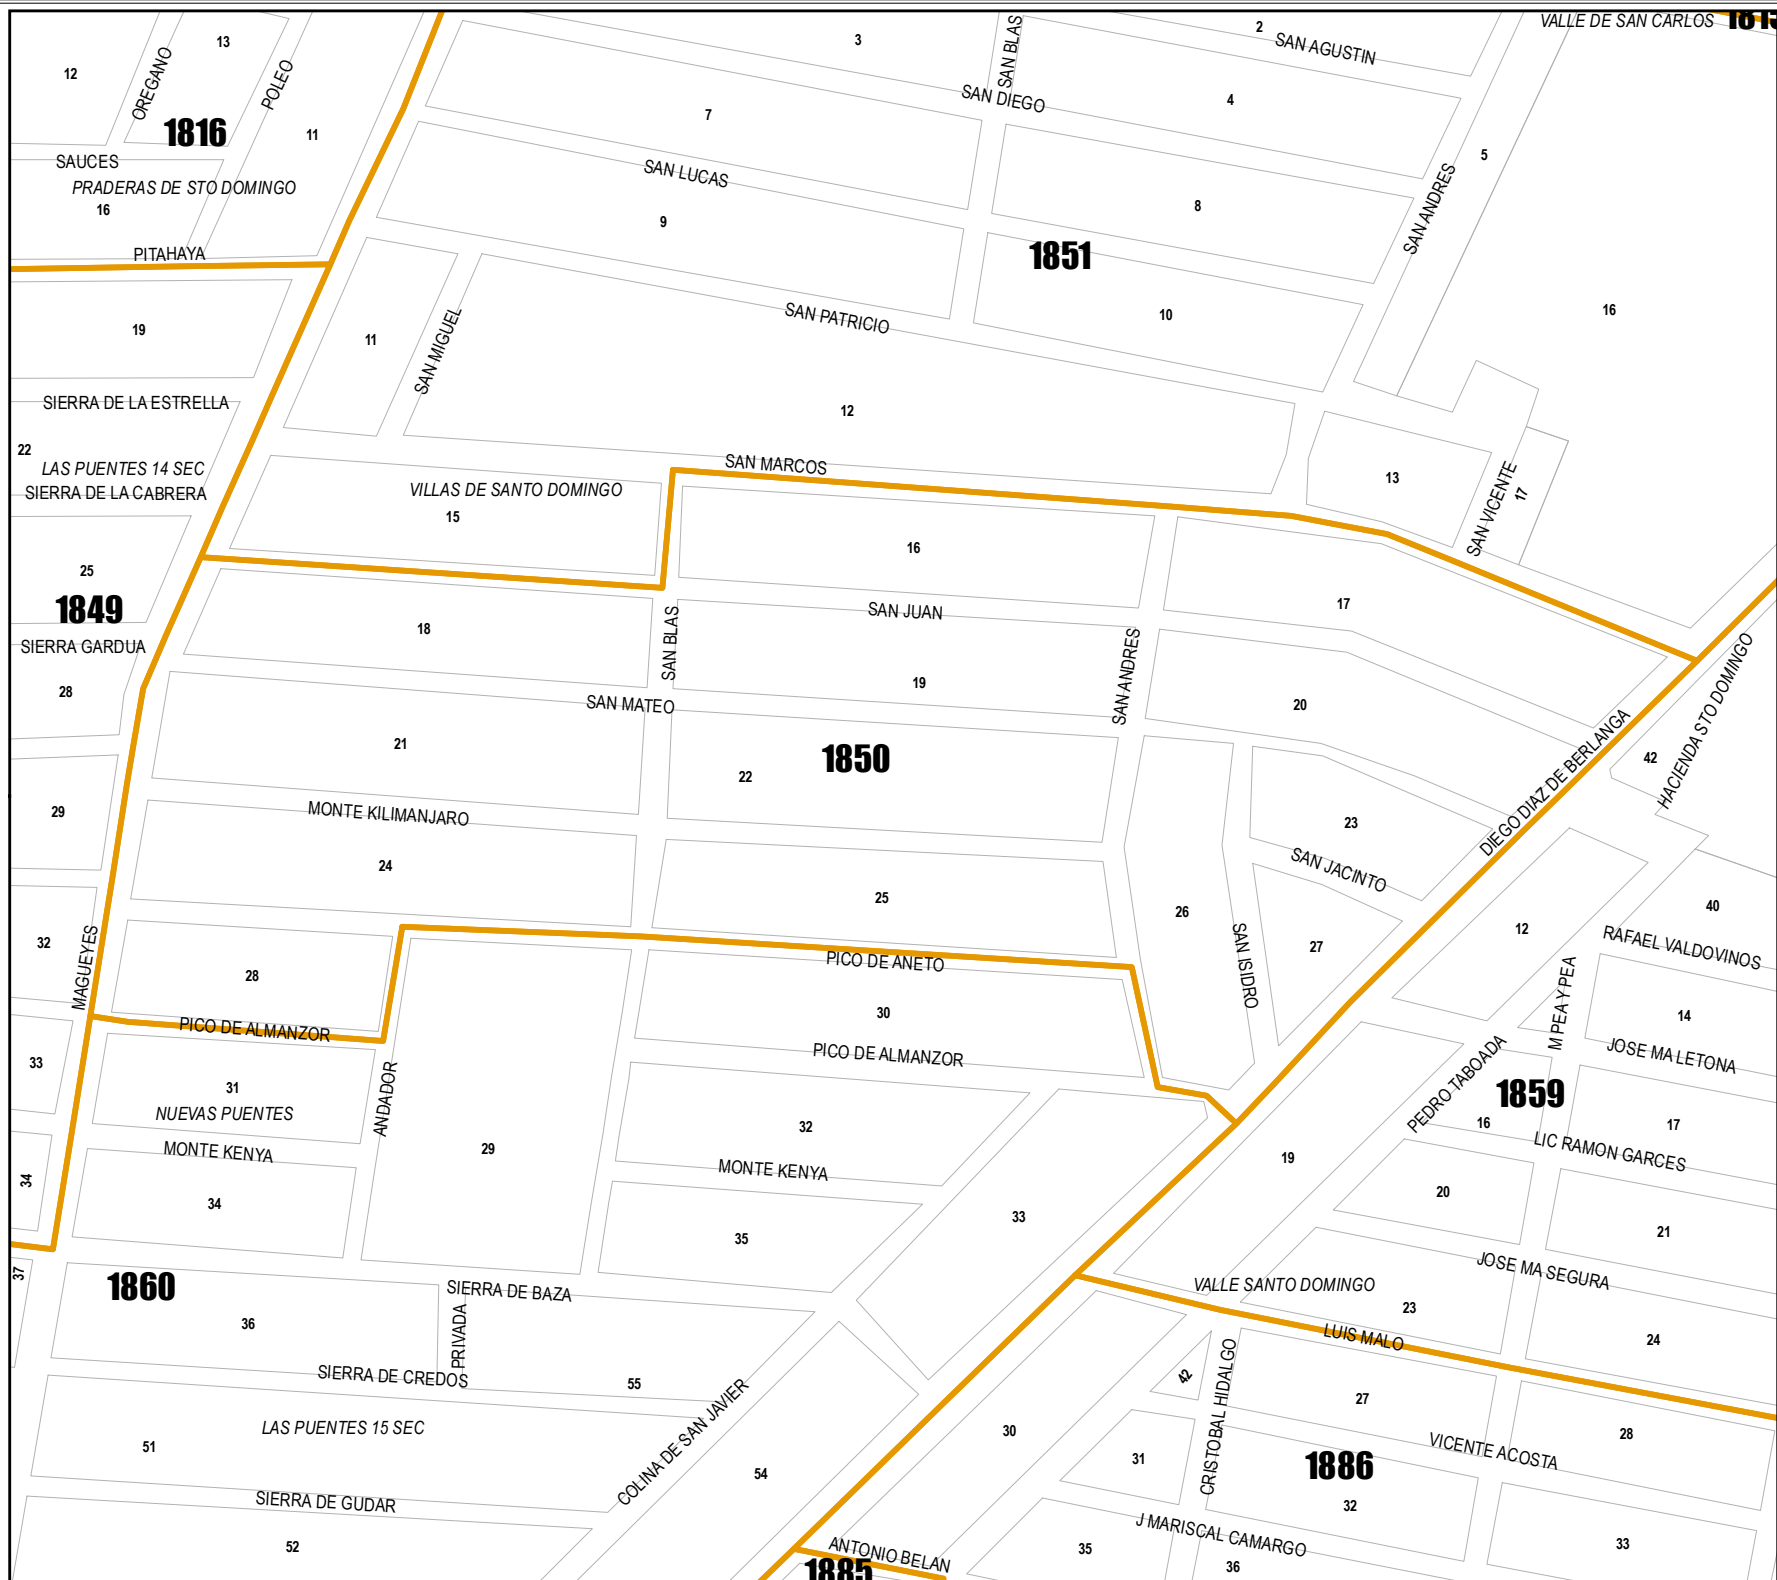 VALLE DE SAN CARLOS
2
SAN AGUSTIN
SAN BLAS
3
13
12
OREGANO
POLEO
SAN DIEGO
4
7
1816
11
5
SAUCES
SAN LUCAS
PRADERAS DE STO DOMINGO
16
SAN ANDRES
8
9
PITAHAYA
1851
16
SAN PATRICIO
10
19
11
SAN MIGUEL
SIERRA DE LA ESTRELLA
12
22
LAS PUENTES 14 SEC
SAN MARCOS
13
SIERRA DE LA CABRERA
VILLAS DE SANTO DOMINGO
15
SAN VICENTE
17
16
25
1849
SAN JUAN
17
18
SIERRA GARDUA
SAN BLAS
SAN ANDRES
19
28
SAN MATEO
20
HACIENDA STO DOMINGO
21
1850
22
42
DIEGO DIAZ DE BERLANGA
29
MONTE KILIMANJARO
23
24
SAN JACINTO
25
26
40
12
RAFAEL VALDOVINOS
32
MAGUEYES
27
PICO DE ANETO
SAN ISIDRO
28
M PEA Y PEA
30
14
PICO DE ALMANZOR
PICO DE ALMANZOR
JOSE MA LETONA
33
31
ANDADOR
PEDRO TABOADA
1859
NUEVAS PUENTES
32
16
17
MONTE KENYA
29
LIC RAMON GARCES
19
MONTE KENYA
34
34
20
33
35
21
37
1860
SIERRA DE BAZA
JOSE MA SEGURA
VALLE SANTO DOMINGO
23
36
PRIVADA
LUIS MALO
24
SIERRA DE CREDOS
42
CRISTOBAL HIDALGO
55
27
LAS PUENTES 15 SEC
COLINA DE SAN JAVIER
30
28
51
VICENTE ACOSTA
31
1886
54
SIERRA DE GUDAR
32
J MARISCAL CAMARGO
52
ANTONIO BELAN
35
33
36
1885